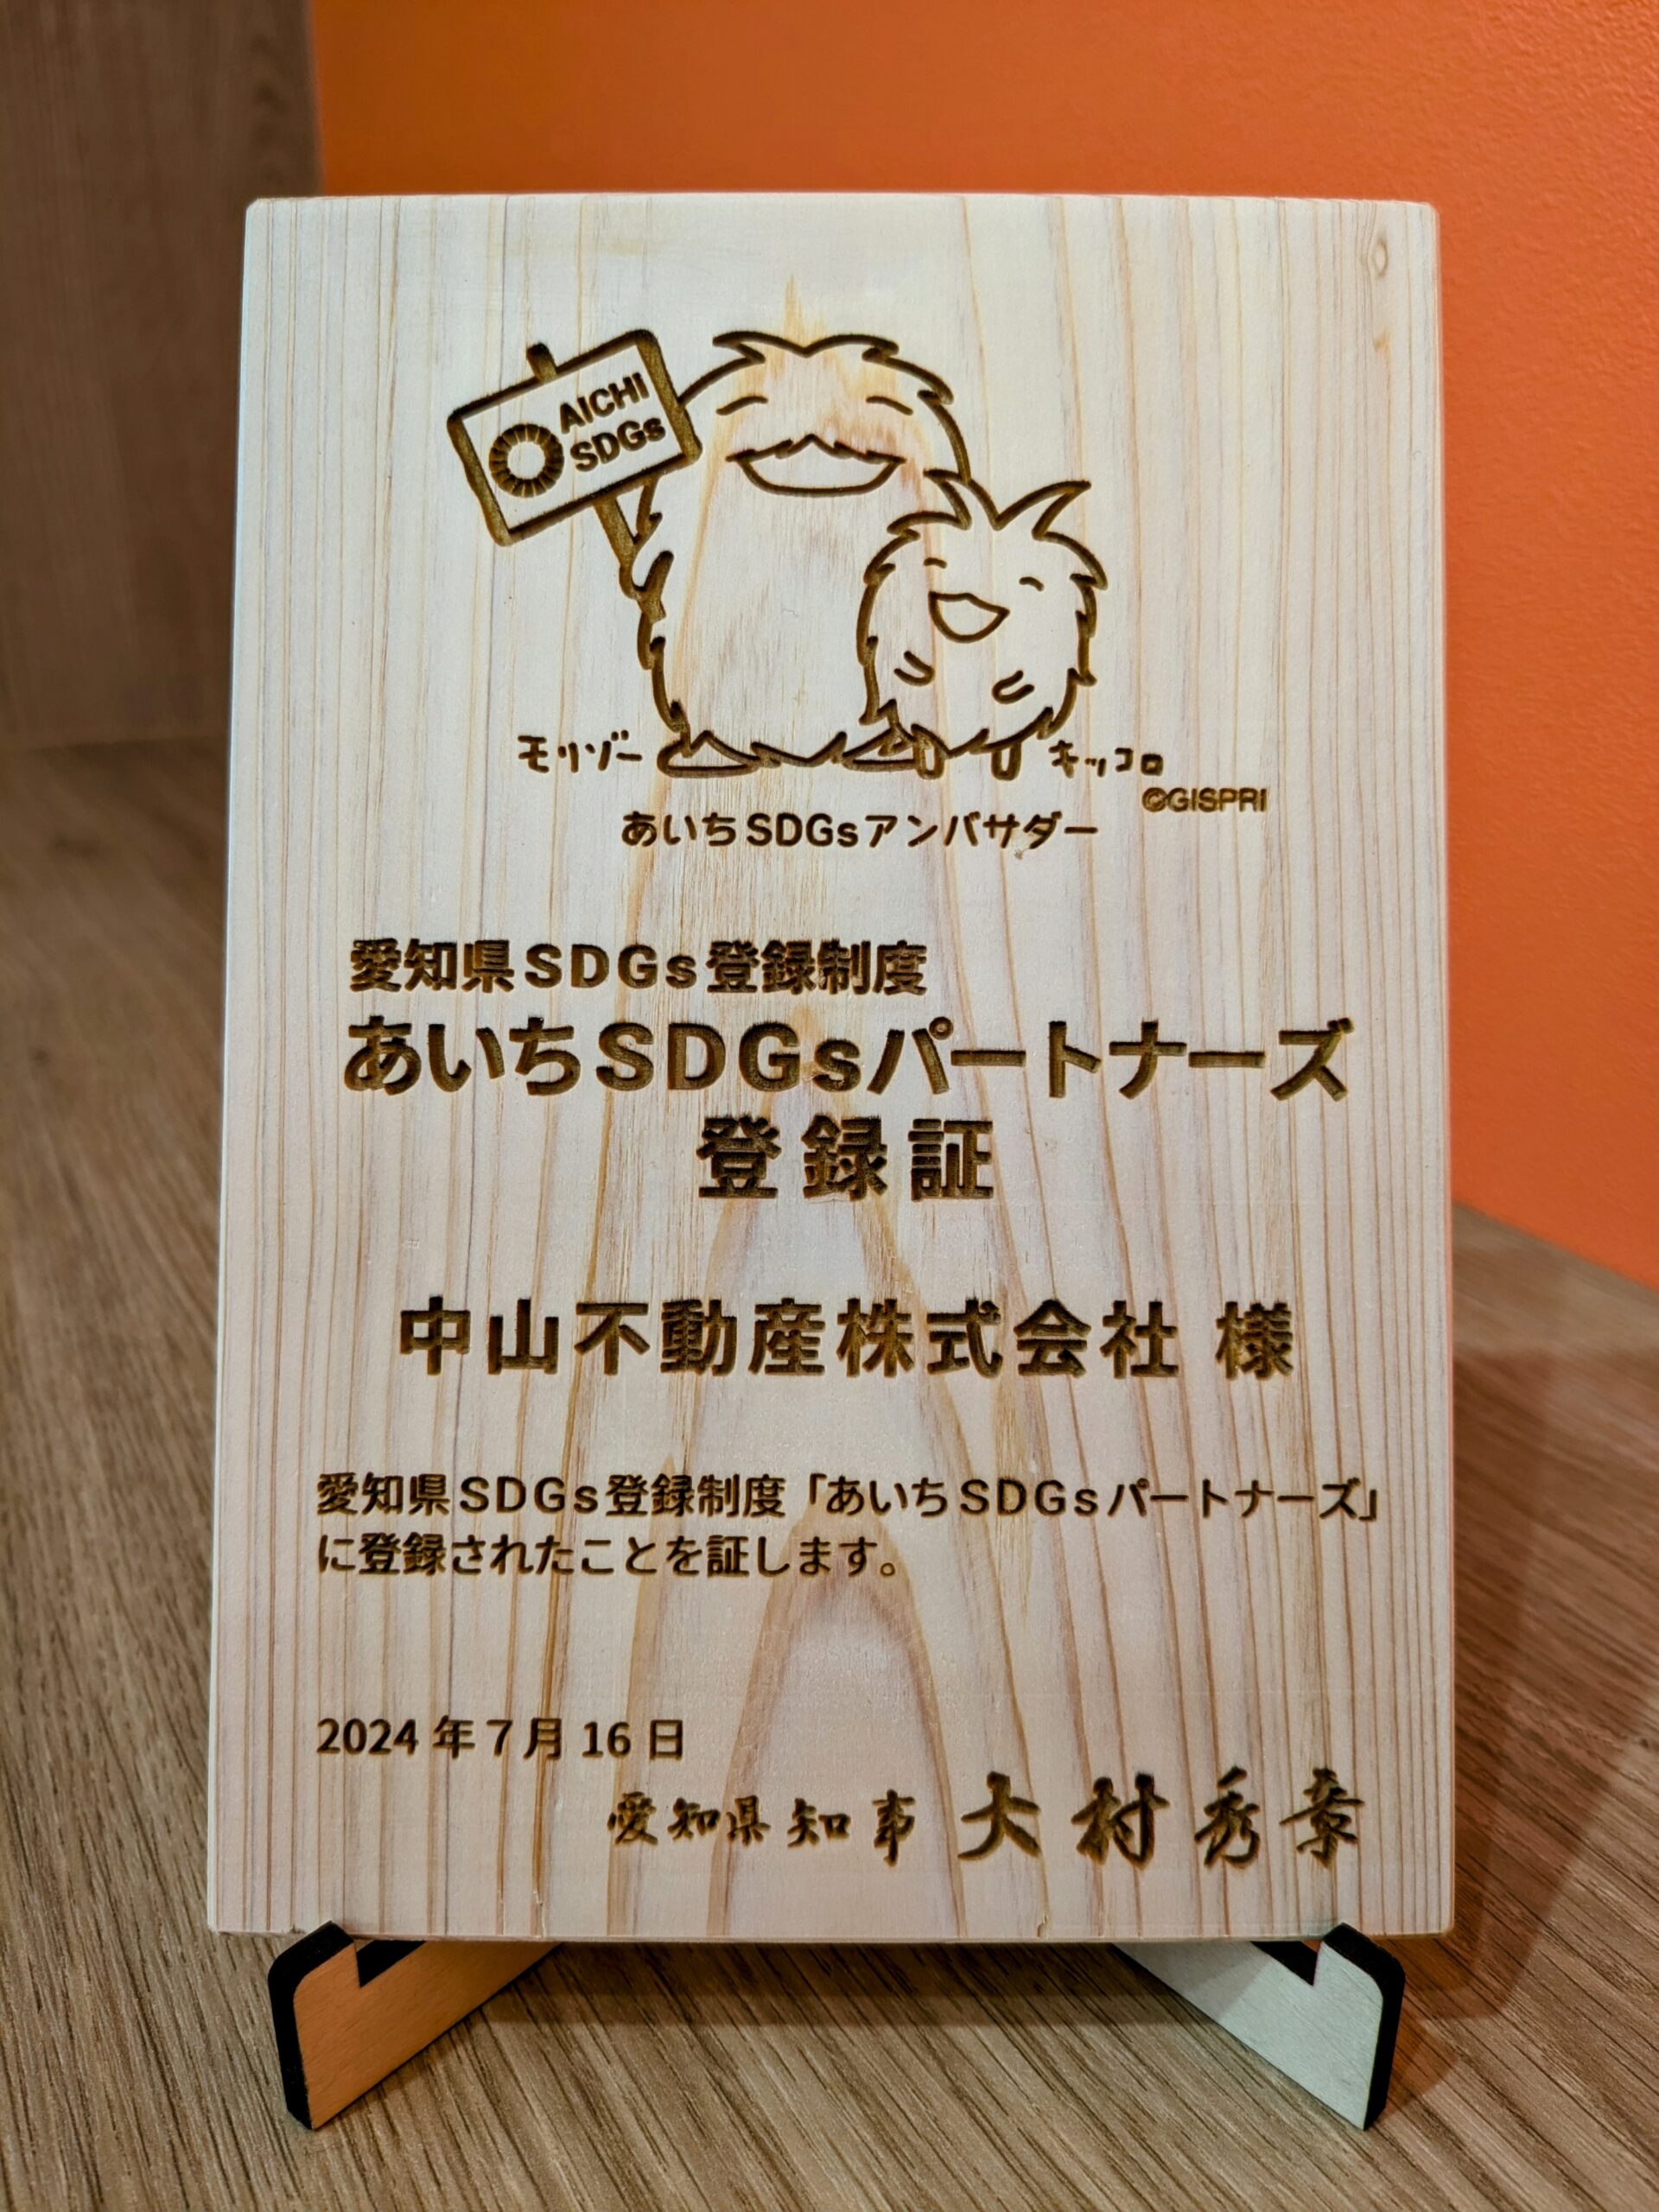 AICHI
SDGs
モリゾー キッコロ
©GISPRI
あいちSDGsアンバサダー
愛知県SDGs登録制度
あいちSDGsパートナーズ
登録証
中山不動産株式会社 様
愛知県SDGs登録制度「あいちSDGsパートナーズ」
に登録されたことを証します。
2024年7月16日
愛知県知事 大村秀章